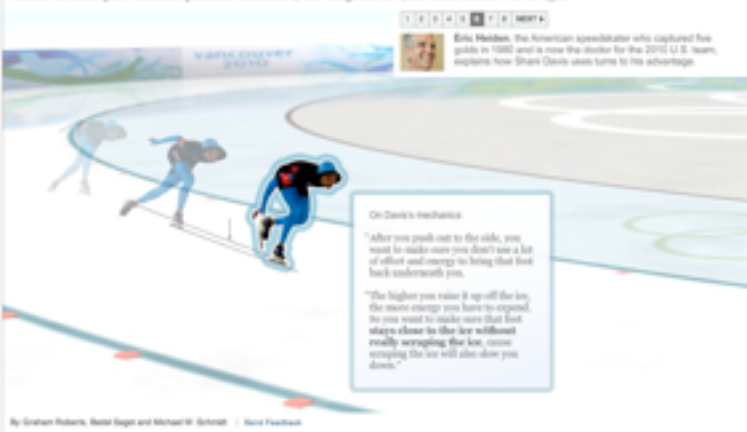 1 2 3 4 5 6 7 8 NEXT
Eric Heiden, the American speedskater who captured five
golds in 1980 and is now the doctor for the 2010 U.S. team,
explains how Shani Davis uses turns to his advantage.
vancouver
2010
On Davis's mechanics:
"After you push out to the side, you
want to make sure you don't use a lot
of effort and energy to bring that foot
back underneath you.
"The higher you raise it up off the ice,
the more energy you have to expend.
So you want to make sure that foot
stays close to the ice without
really scraping the ice, cause
scraping the ice will also slow you
down."
By Graham Roberts, Bedel Saget and Michael W. Schmidt | Send Feedback